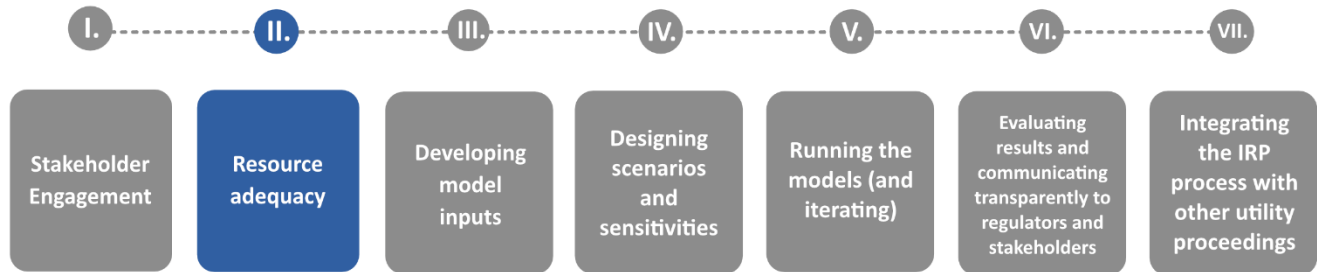 I.
II.
III.
IV.
V.
VI.
VII.
Stakeholder
Engagement
Resource
adequacy
Developing
model
inputs
Designing
scenarios
and
sensitivities
Running the
models (and
iterating)
Evaluating
results and
communicating
transparently to
regulators and
stakeholders
Integrating
the IRP
process with
other utility
proceedings